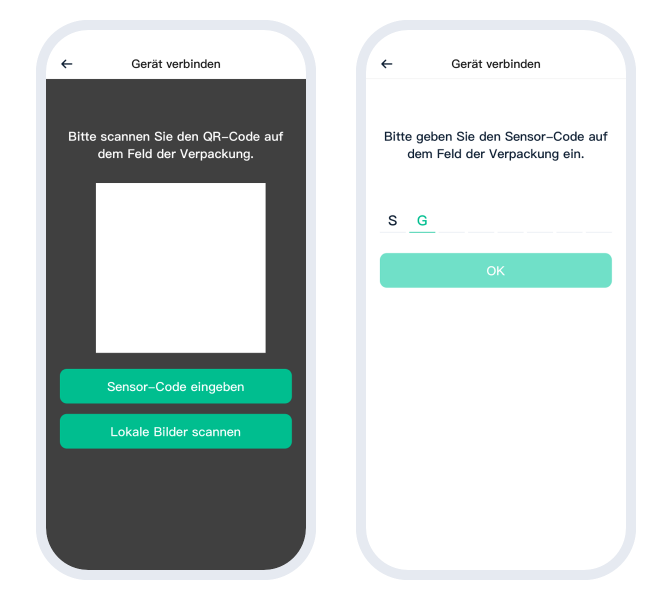 Gerät verbinden
Bitte scannen Sie den QR-Code auf
dem Feld der Verpackung.
Sensor-Code eingeben
Lokale Bilder scannen
Gerät verbinden
Bitte geben Sie den Sensor-Code auf
dem Feld der Verpackung ein.
S G
OK